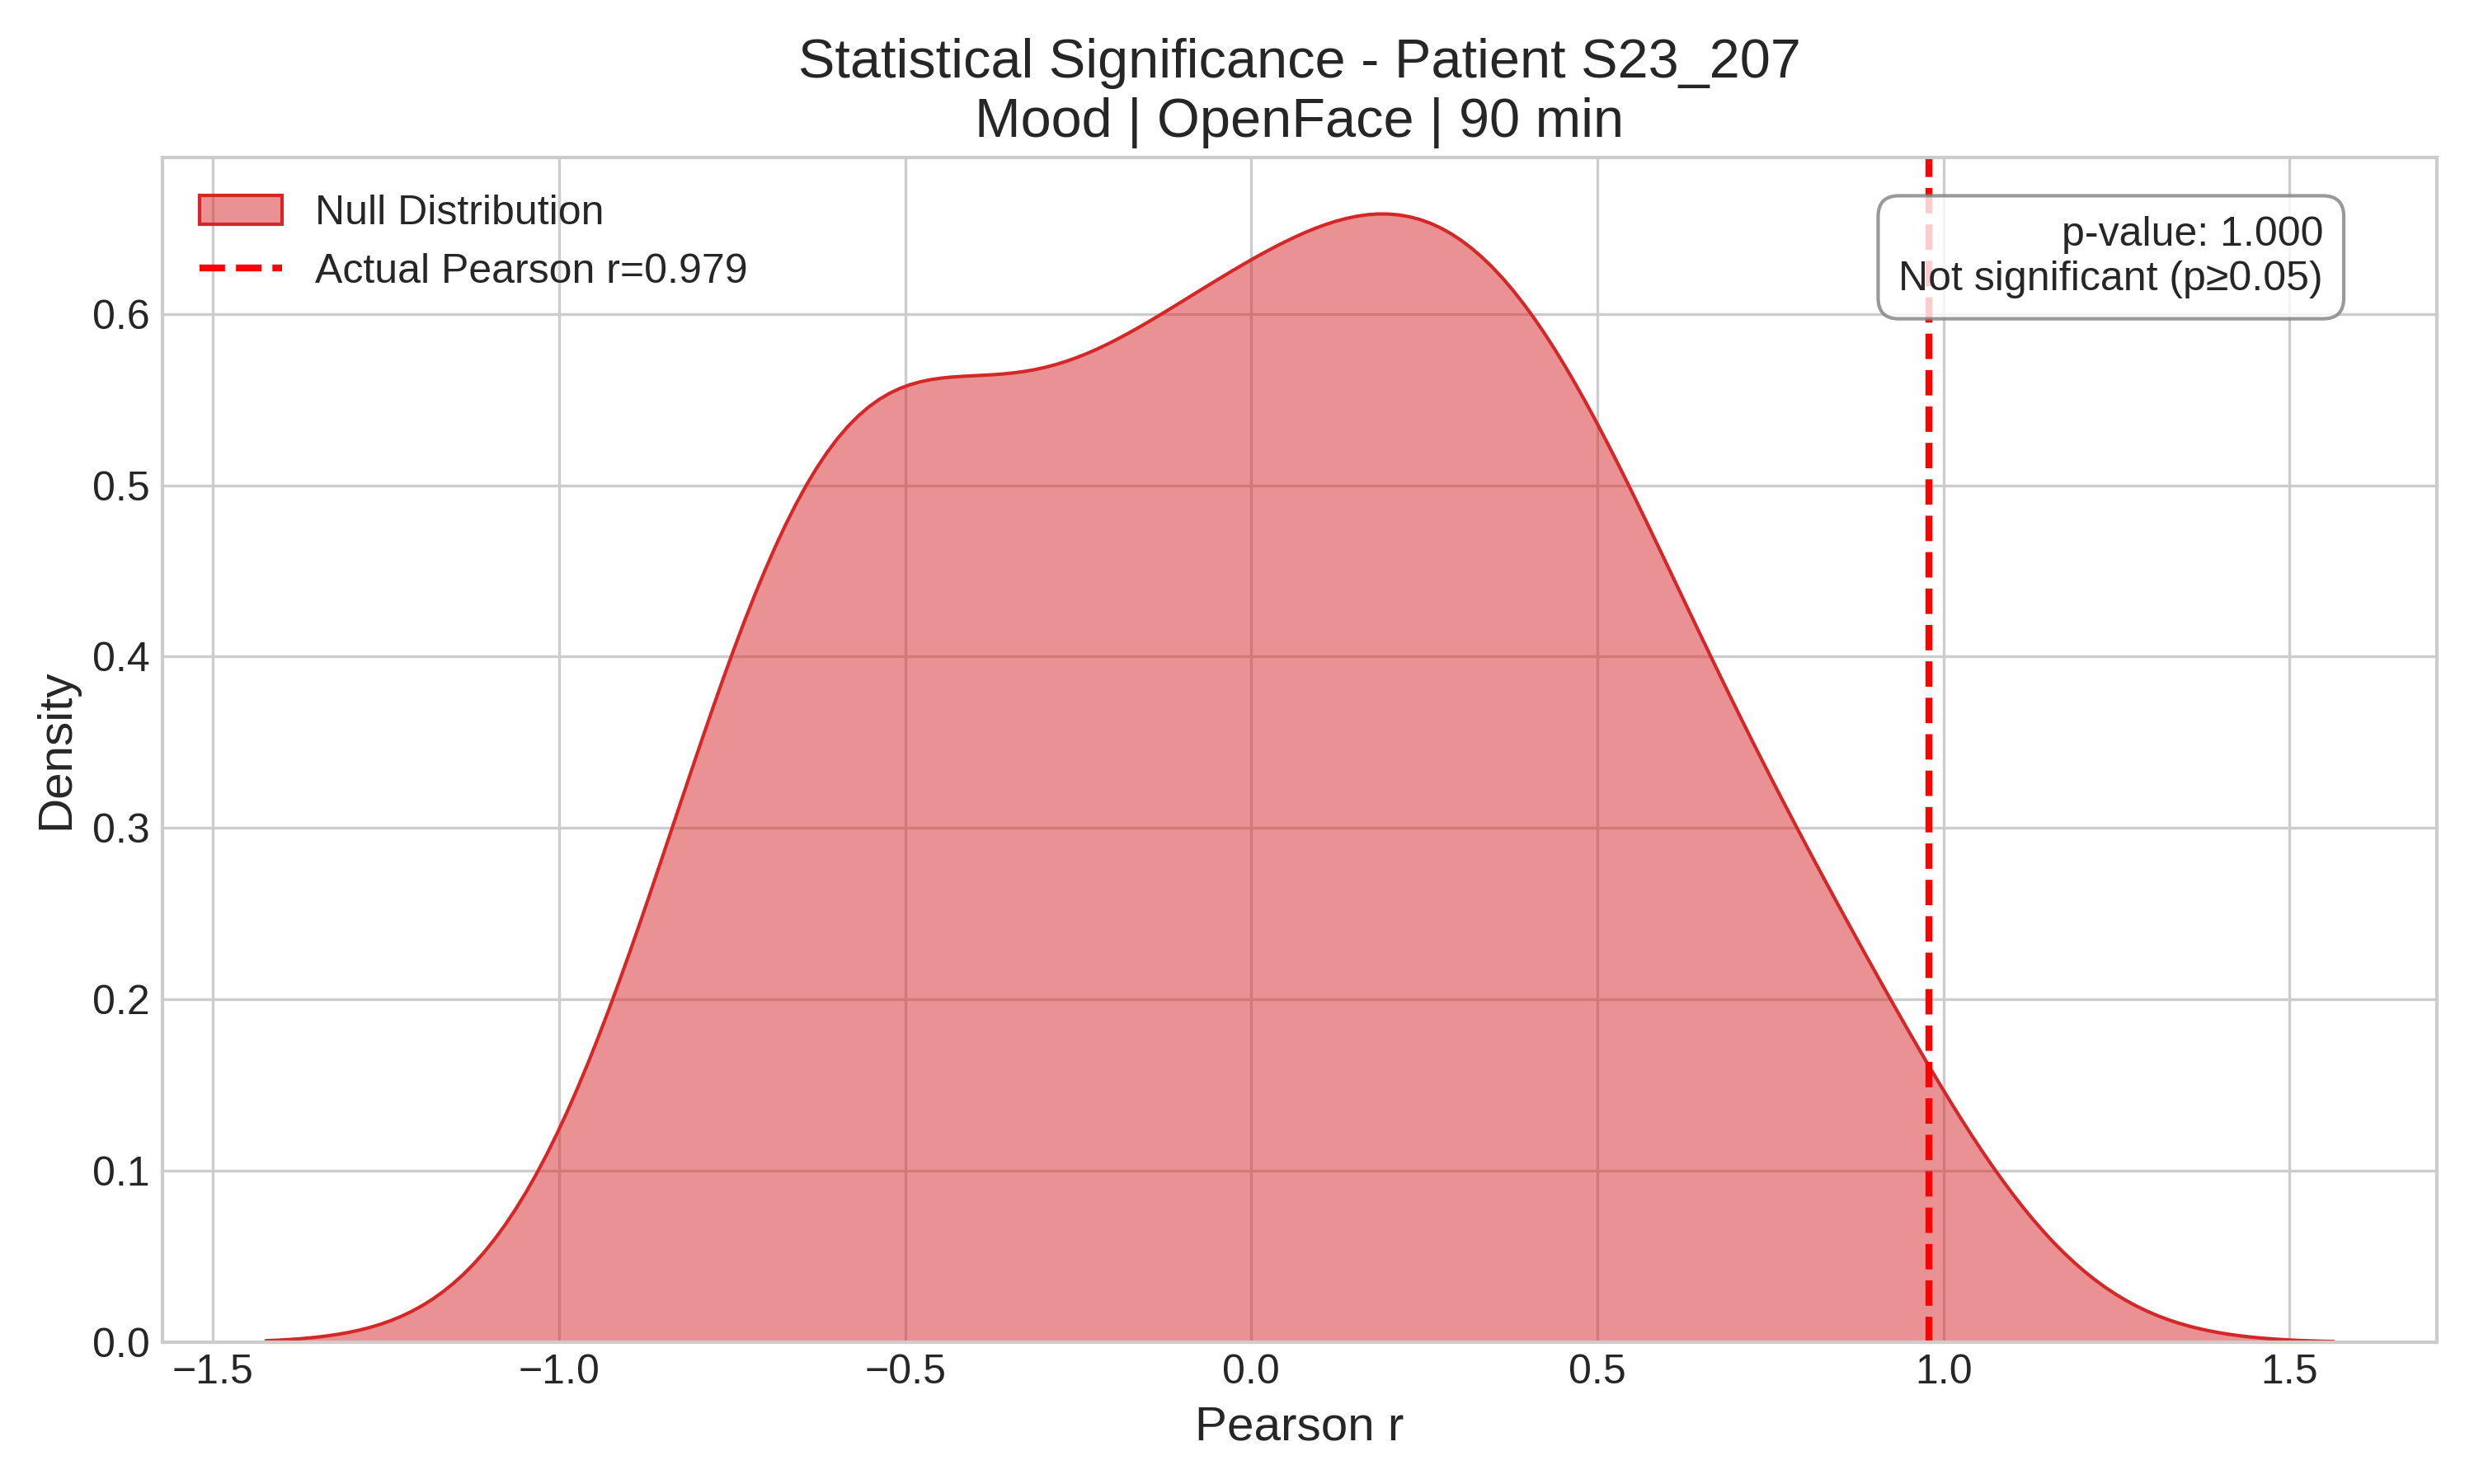 Statistical Significance - Patient S23_207
Mood | OpenFace | 90 min
Null Distribution
Actual Pearson r=0.979
p-value: 1.000
Not significant (p≥0.05)
Density
0.6
0.5
0.4
0.3
0.2
0.1
0.0
−1.5 −1.0 −0.5 0.0 0.5 1.0 1.5
Pearson r